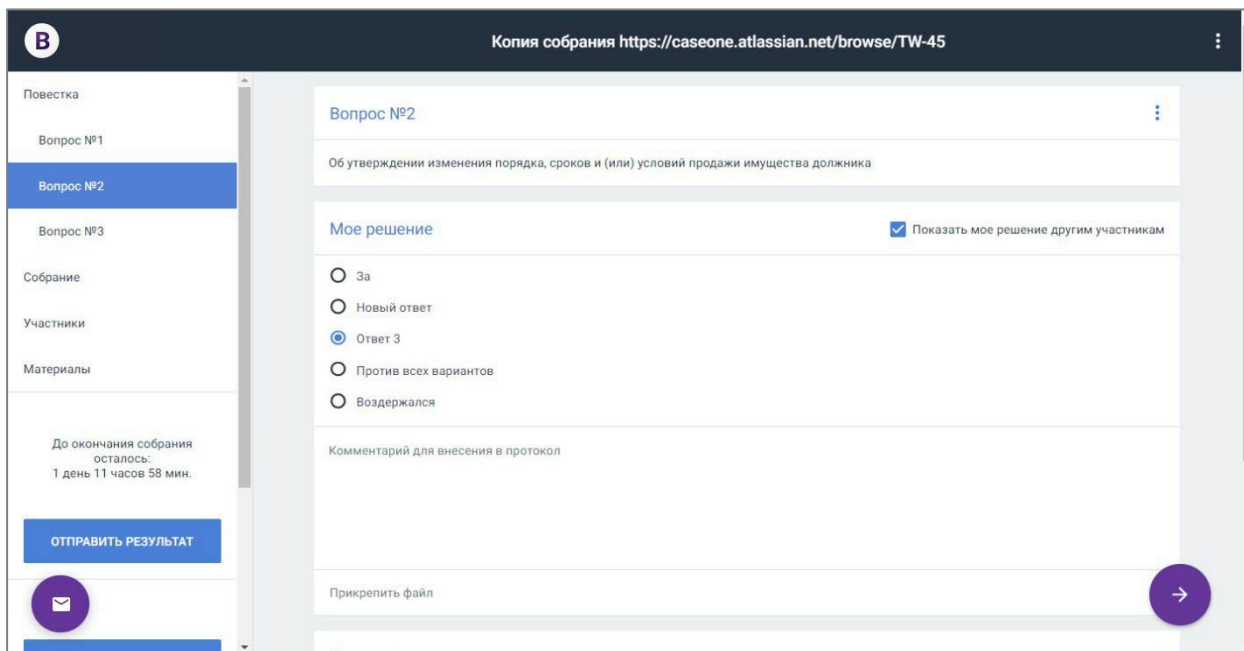 B
Копия собрания https://caseone.atlassian.net/browse/TW-45
Повестка
Вопрос №1
Вопрос №2
Вопрос №3
Собрание
Участники
Материалы
До окончания собрания
осталось:
1 день 11 часов 58 мин.
ОТПРАВИТЬ РЕЗУЛЬТАТ
Вопрос №2
Об утверждении изменения порядка, сроков и (или) условий продажи имущества должника
Мое решение
Показать мое решение другим участникам
За
Новый ответ
Ответ 3
Против всех вариантов
Воздержался
Комментарий для внесения в протокол
Прикрепить файл